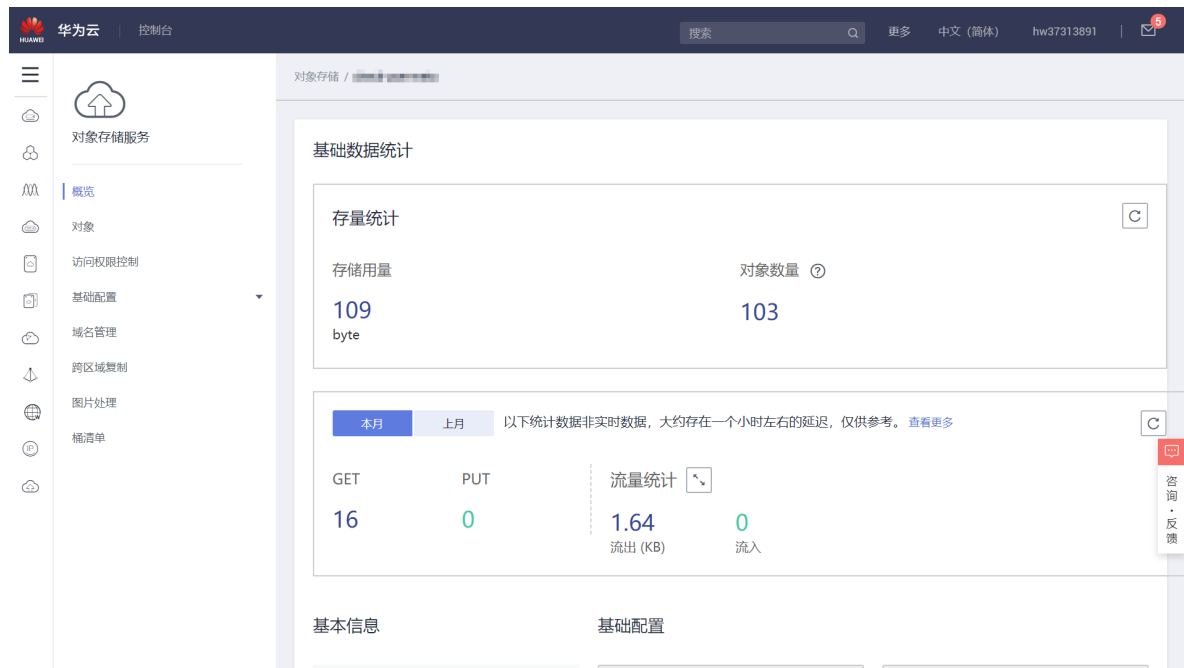 HUAWEI 华为云 控制台 搜索 更多 中文 (简体) hw37313891 5
对象存储 /
对象存储服务
概览
对象
访问权限控制
基础配置
域名管理
跨区域复制
图片处理
桶清单
基础数据统计
存量统计
存储用量 对象数量 ?
109 103
byte
本月 上月 以下统计数据非实时数据，大约存在一个小时左右的延迟，仅供参考。 查看更多
GET PUT 流量统计
16 0 1.64 0
流出 (KB) 流入
基本信息 基础配置
IP
咨询·反馈